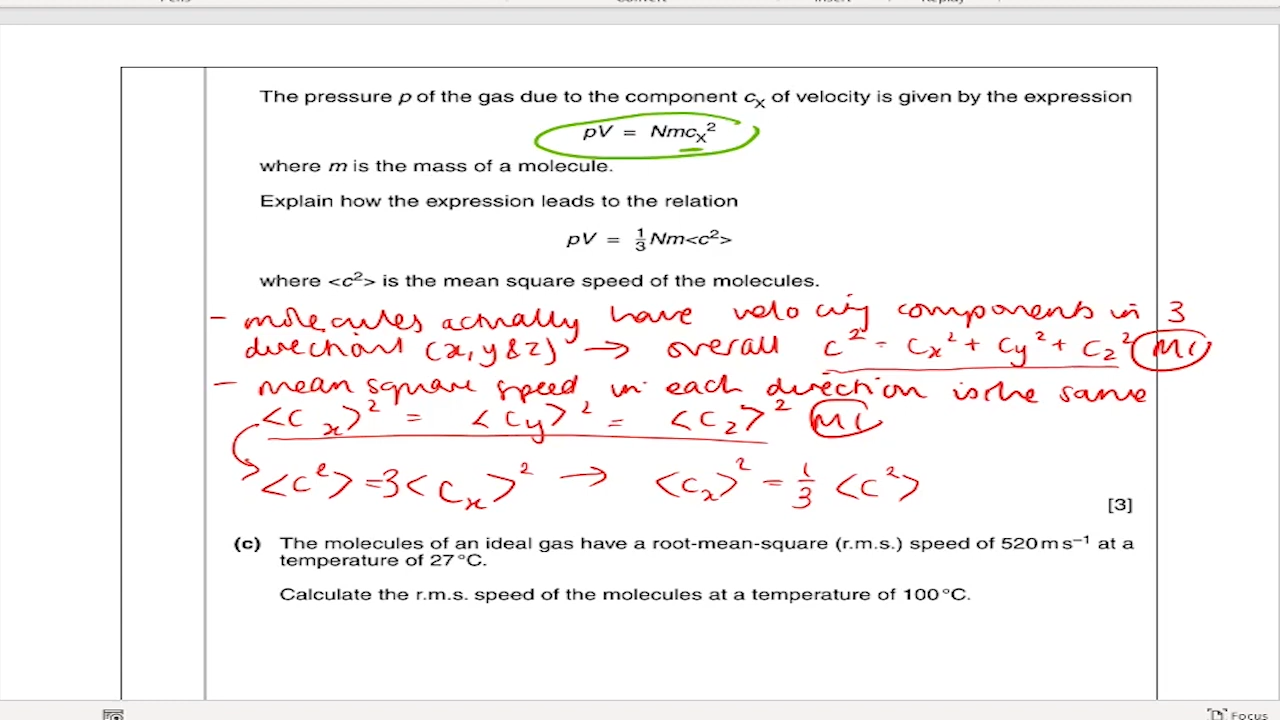 The pressure p of the gas due to the component cₓ of velocity is given by the expression
pV = Nmcₓ²
where m is the mass of a molecule.
Explain how the expression leads to the relation
pV = ⅓Nm<c²>
where <c²> is the mean square speed of the molecules.
- molecules actually have velocity components in 3
directions (x, y & z) → overall c² = cₓ² + cy² + cz² M1
- mean square speed in each direction is the same
<cₓ>² = <cy>² = <cz>² M1
<c²> = 3<cₓ>² → <cₓ>² = ⅓ <c²>
[3]
(c) The molecules of an ideal gas have a root-mean-square (r.m.s.) speed of 520 m s⁻¹ at a
temperature of 27 °C.
Calculate the r.m.s. speed of the molecules at a temperature of 100 °C.
Focus